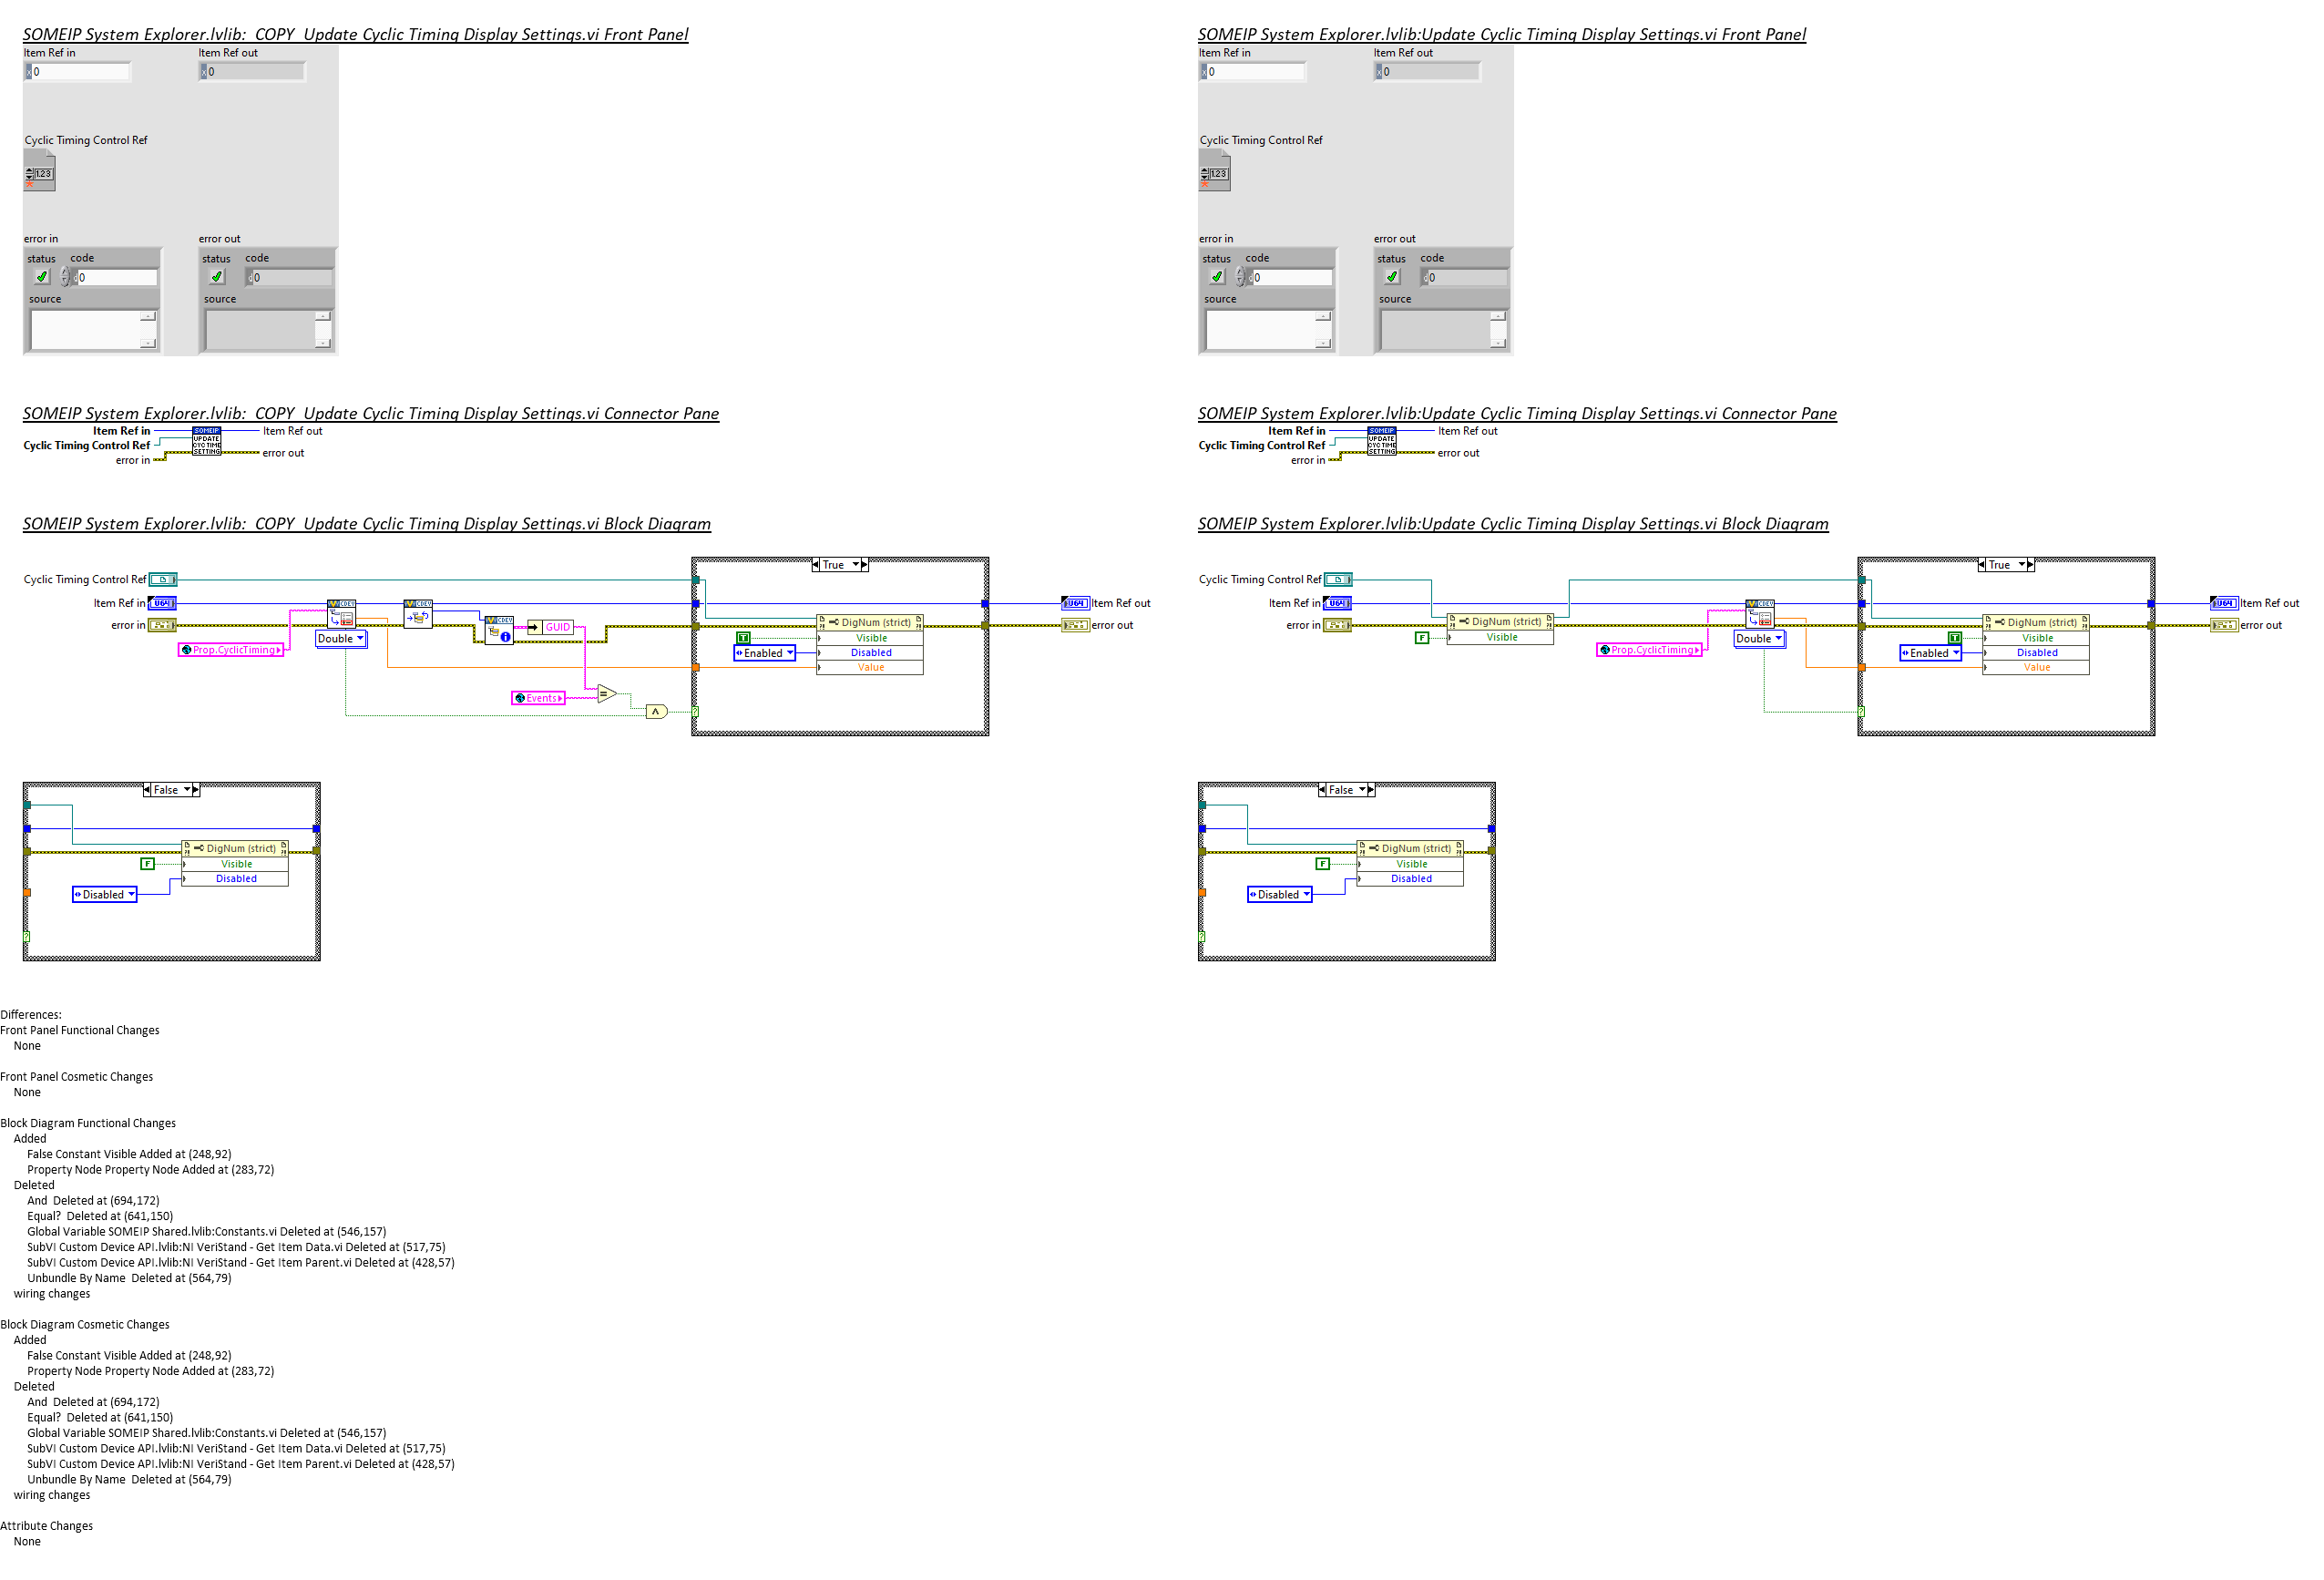 SOMEIP System Explorer.lvlib:  COPY  Update Cyclic Timing Display Settings.vi Front Panel
Item Ref in
Item Ref out
x 0
x 0
Cyclic Timing Control Ref
1.23
error in
error out
status
code
status
code
d 0
d 0
source
source
SOMEIP System Explorer.lvlib:  COPY  Update Cyclic Timing Display Settings.vi Connector Pane
Item Ref in
SOMEIP
Item Ref out
Cyclic Timing Control Ref
UPDATE
CYC TIME
SETTING
error in
error out
SOMEIP System Explorer.lvlib:  COPY  Update Cyclic Timing Display Settings.vi Block Diagram
True
Cyclic Timing Control Ref
Item Ref in
U64
CDEV
CDEV
U64
Item Ref out
error in
CDEV
GUID
DigNum (strict)
error out
Double
T
Visible
Prop.CyclicTiming
Enabled
Disabled
Value
Events
=
∧
?
False
DigNum (strict)
F
Visible
Disabled
Disabled
?
SOMEIP System Explorer.lvlib:Update Cyclic Timing Display Settings.vi Front Panel
Item Ref in
Item Ref out
x 0
x 0
Cyclic Timing Control Ref
1.23
error in
error out
status
code
status
code
d 0
d 0
source
source
SOMEIP System Explorer.lvlib:Update Cyclic Timing Display Settings.vi Connector Pane
Item Ref in
SOMEIP
Item Ref out
Cyclic Timing Control Ref
UPDATE
CYC TIME
SETTING
error in
error out
SOMEIP System Explorer.lvlib:Update Cyclic Timing Display Settings.vi Block Diagram
True
Cyclic Timing Control Ref
Item Ref in
U64
CDEV
U64
Item Ref out
error in
DigNum (strict)
DigNum (strict)
error out
F
Visible
Double
T
Visible
Prop.CyclicTiming
Enabled
Disabled
Value
?
False
DigNum (strict)
F
Visible
Disabled
Disabled
?
Differences:
Front Panel Functional Changes
None
Front Panel Cosmetic Changes
None
Block Diagram Functional Changes
Added
False Constant Visible Added at (248,92)
Property Node Property Node Added at (283,72)
Deleted
And  Deleted at (694,172)
Equal?  Deleted at (641,150)
Global Variable SOMEIP Shared.lvlib:Constants.vi Deleted at (546,157)
SubVI Custom Device API.lvlib:NI VeriStand - Get Item Data.vi Deleted at (517,75)
SubVI Custom Device API.lvlib:NI VeriStand - Get Item Parent.vi Deleted at (428,57)
Unbundle By Name  Deleted at (564,79)
wiring changes
Block Diagram Cosmetic Changes
Added
False Constant Visible Added at (248,92)
Property Node Property Node Added at (283,72)
Deleted
And  Deleted at (694,172)
Equal?  Deleted at (641,150)
Global Variable SOMEIP Shared.lvlib:Constants.vi Deleted at (546,157)
SubVI Custom Device API.lvlib:NI VeriStand - Get Item Data.vi Deleted at (517,75)
SubVI Custom Device API.lvlib:NI VeriStand - Get Item Parent.vi Deleted at (428,57)
Unbundle By Name  Deleted at (564,79)
wiring changes
Attribute Changes
None